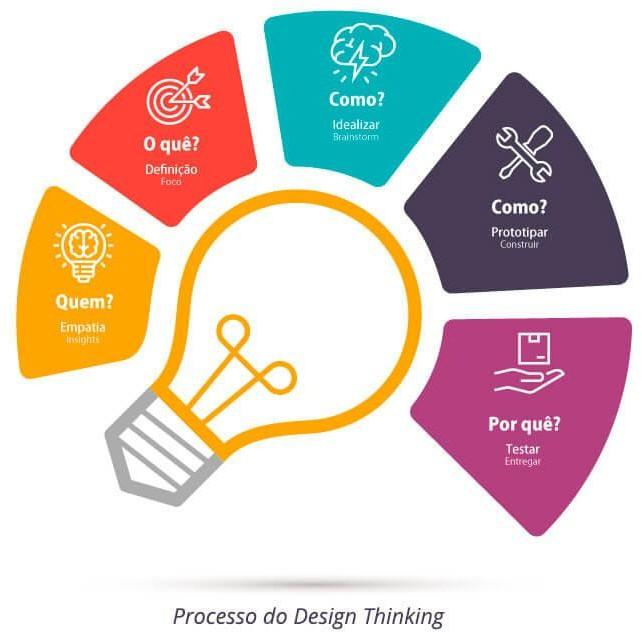 Quem?
Empatia
Insights
O quê?
Definição
Foco
Como?
Idealizar
Brainstorm
Como?
Prototipar
Construir
Por quê?
Testar
Entregar
Processo do Design Thinking